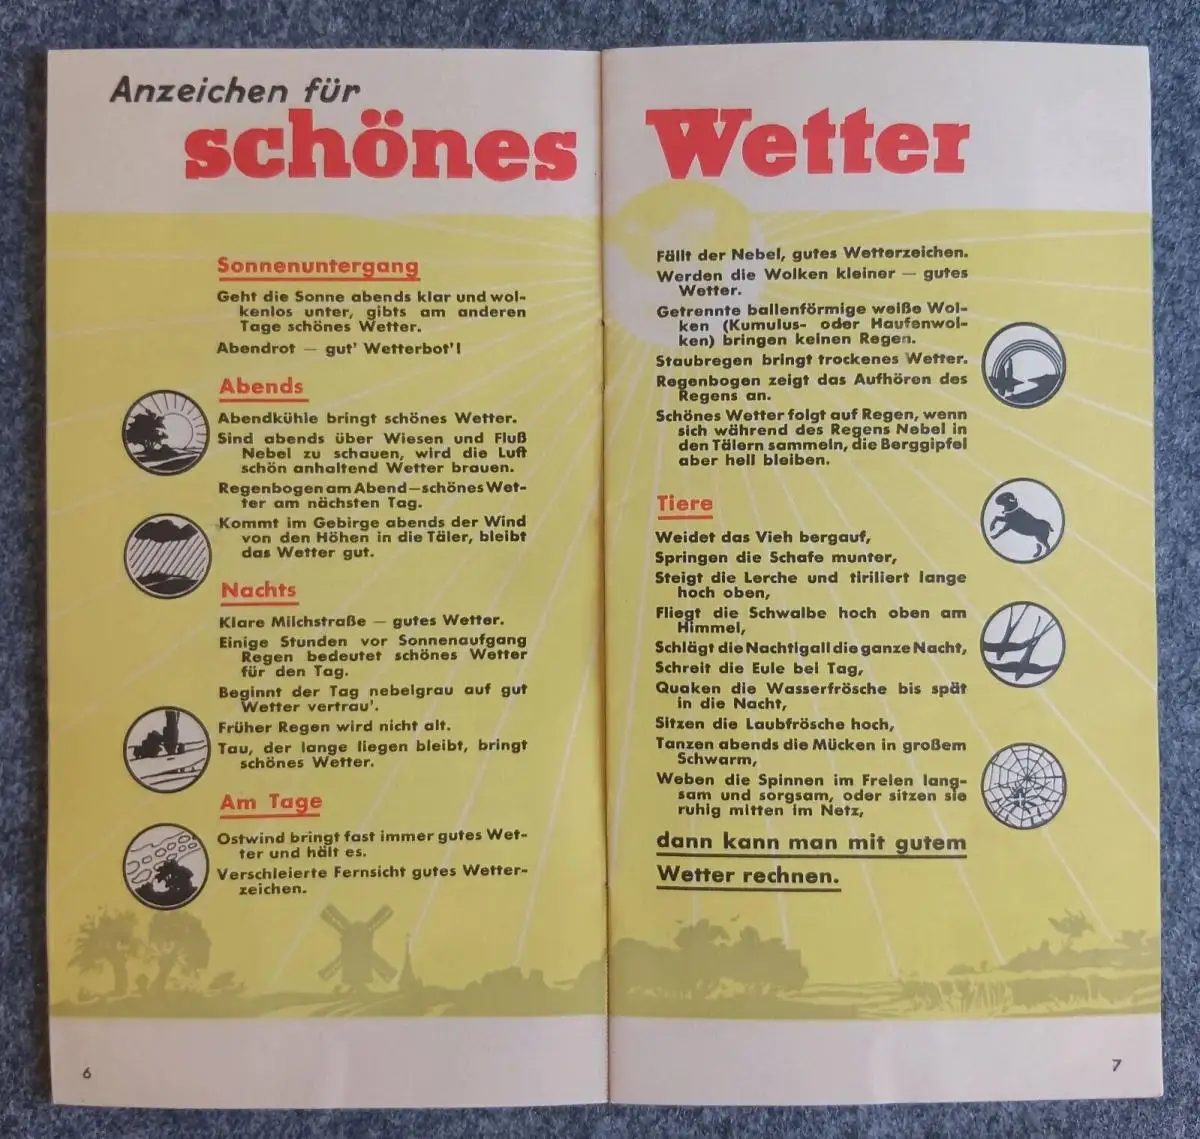 Anzeichen für
schönes Wetter
Sonnenuntergang
Geht die Sonne abends klar und wol-
kenlos unter, gibts am anderen
Tage schönes Wetter.
Abendrot — gut' Wetterbot'!
Abends
Abendkühle bringt schönes Wetter.
Sind abends über Wiesen und Fluß
Nebel zu schauen, wird die Luft
schön anhaltend Wetter brauen.
Regenbogen am Abend—schönes Wet-
ter am nächsten Tag.
Kommt im Gebirge abends der Wind
von den Höhen in die Täler, bleibt
das Wetter gut.
Nachts
Klare Milchstraße — gutes Wetter.
Einige Stunden vor Sonnenaufgang
Regen bedeutet schönes Wetter
für den Tag.
Beginnt der Tag nebelgrau auf gut
Wetter vertrau'.
Früher Regen wird nicht alt.
Tau, der lange liegen bleibt, bringt
schönes Wetter.
Am Tage
Ostwind bringt fast immer gutes Wet-
ter und hält es.
Verschleierte Fernsicht gutes Wetter-
zeichen.
6
Fällt der Nebel, gutes Wetterzeichen.
Werden die Wolken kleiner — gutes
Wetter.
Getrennte ballenförmige weiße Wol-
ken (Kumulus- oder Haufenwol-
ken) bringen keinen Regen.
Staubregen bringt trockenes Wetter.
Regenbogen zeigt das Aufhören des
Regens an.
Schönes Wetter folgt auf Regen, wenn
sich während des Regens Nebel in
den Tälern sammeln, die Berggipfel
aber hell bleiben.
Tiere
Weidet das Vieh bergauf,
Springen die Schafe munter,
Steigt die Lerche und tiriliert lange
hoch oben,
Fliegt die Schwalbe hoch oben am
Himmel,
Schlägt die Nachtigall die ganze Nacht,
Schreit die Eule bei Tag,
Quaken die Wasserfrösche bis spät
in die Nacht,
Sitzen die Laubfrösche hoch,
Tanzen abends die Mücken in großem
Schwarm,
Weben die Spinnen im Freien lang-
sam und sorgsam, oder sitzen sie
ruhig mitten im Netz,
dann kann man mit gutem
Wetter rechnen.
7